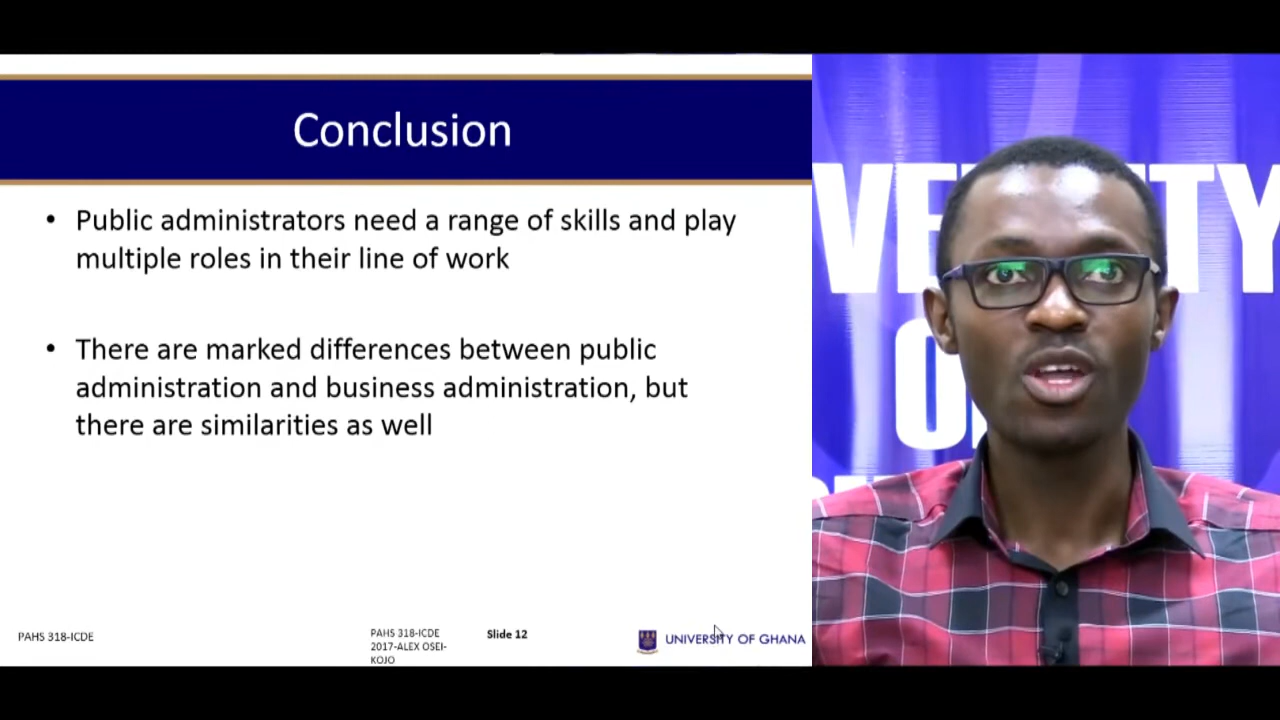 Conclusion
• Public administrators need a range of skills and play
multiple roles in their line of work
• There are marked differences between public
administration and business administration, but
there are similarities as well
PAHS 318-ICDE
PAHS 318-ICDE
2017-ALEX OSEI-
KOJO
Slide 12
UNIVERSITY OF GHANA